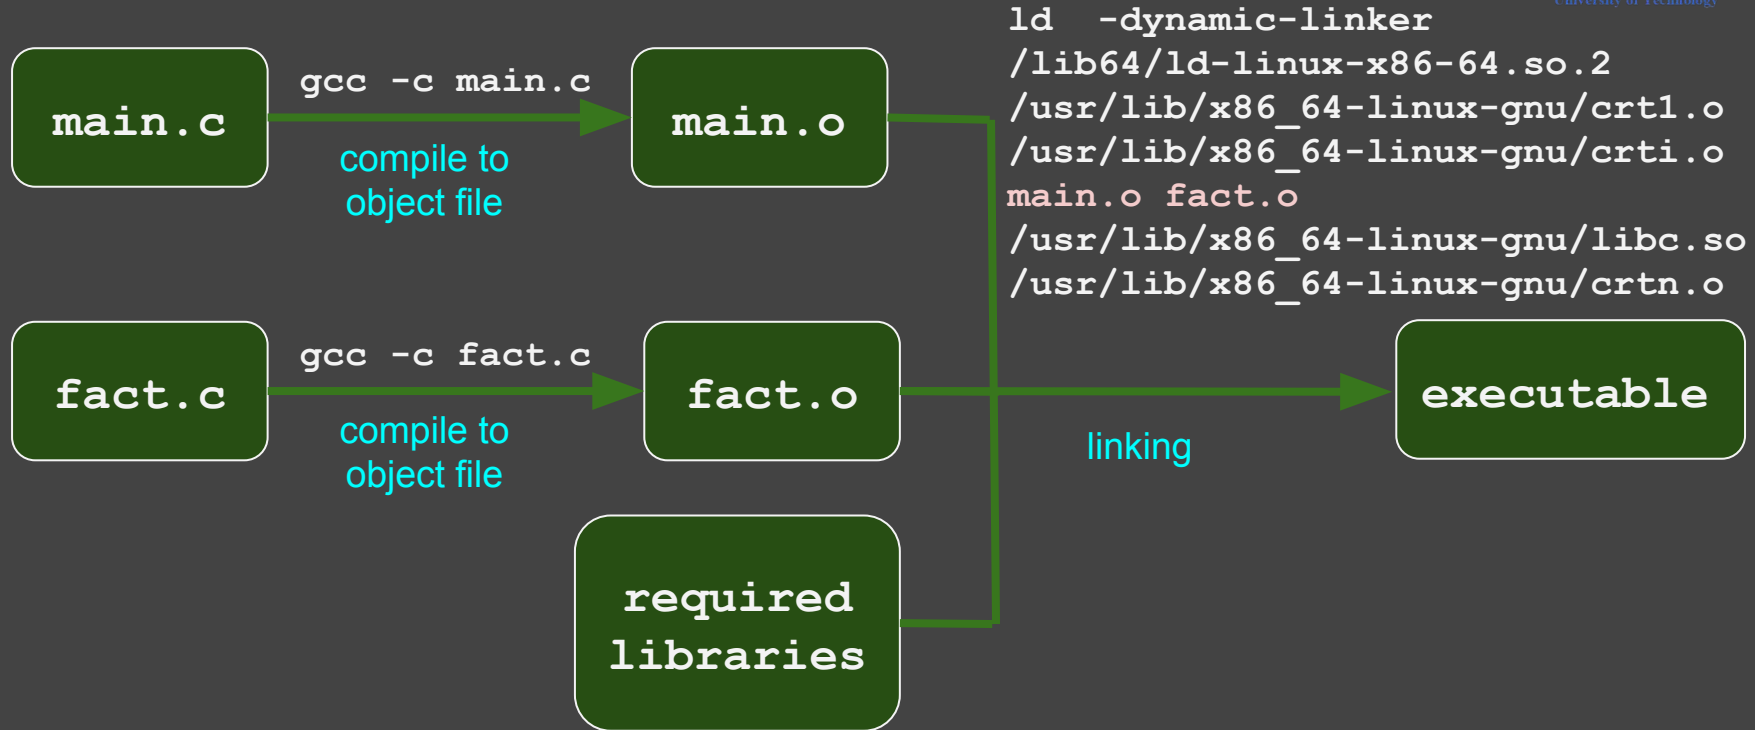 University of Technology
ld -dynamic-linker
/lib64/ld-linux-x86-64.so.2
/usr/lib/x86_64-linux-gnu/crt1.o
/usr/lib/x86_64-linux-gnu/crti.o
main.o fact.o
/usr/lib/x86_64-linux-gnu/libc.so
/usr/lib/x86_64-linux-gnu/crtn.o
main.c
gcc -c main.c
compile to
object file
main.o
fact.c
gcc -c fact.c
compile to
object file
fact.o
linking
executable
required
libraries